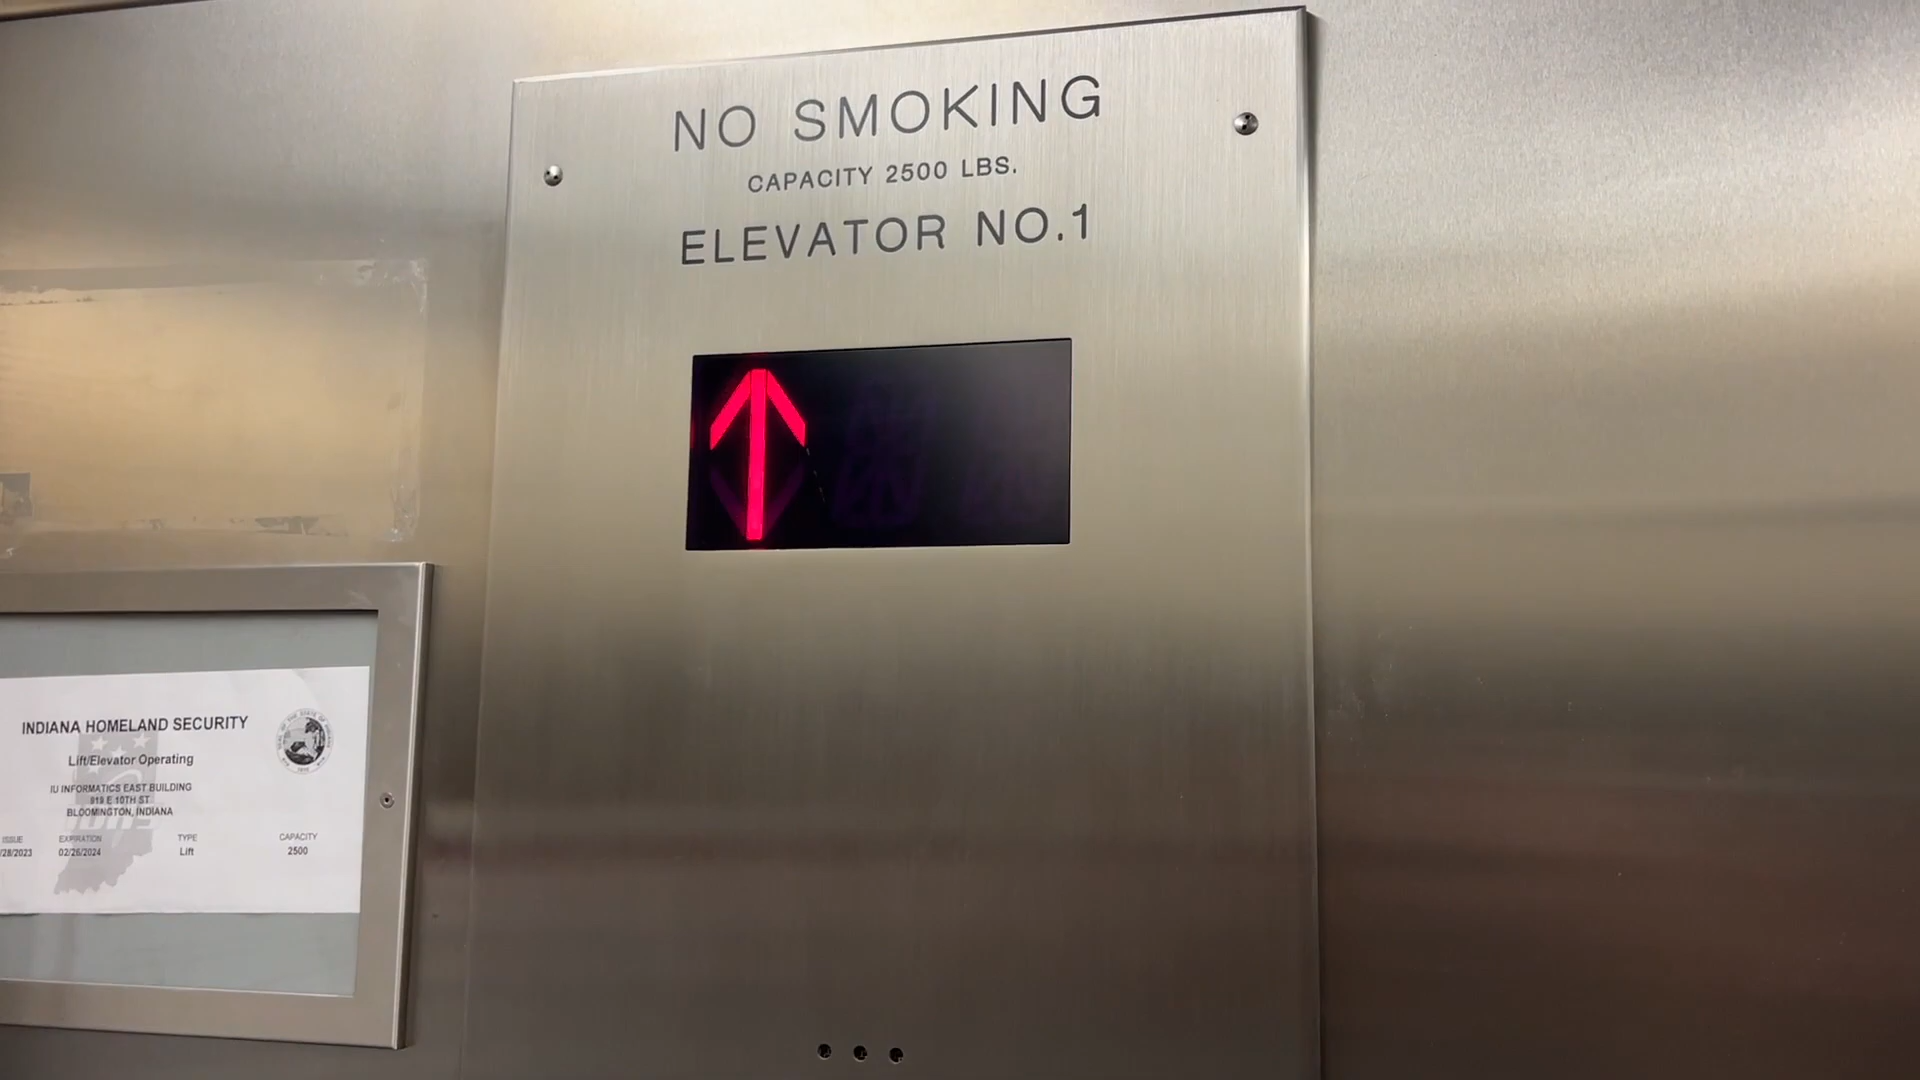 NO SMOKING
CAPACITY 2500 LBS.
ELEVATOR NO.1
INDIANA HOMELAND SECURITY
Lift/Elevator Operating
IU INFORMATICS EAST BUILDING
919 E 10TH ST
BLOOMINGTON, INDIANA
ISSUE EXPIRATION TYPE CAPACITY
/28/2023 02/26/2024 Lift 2500